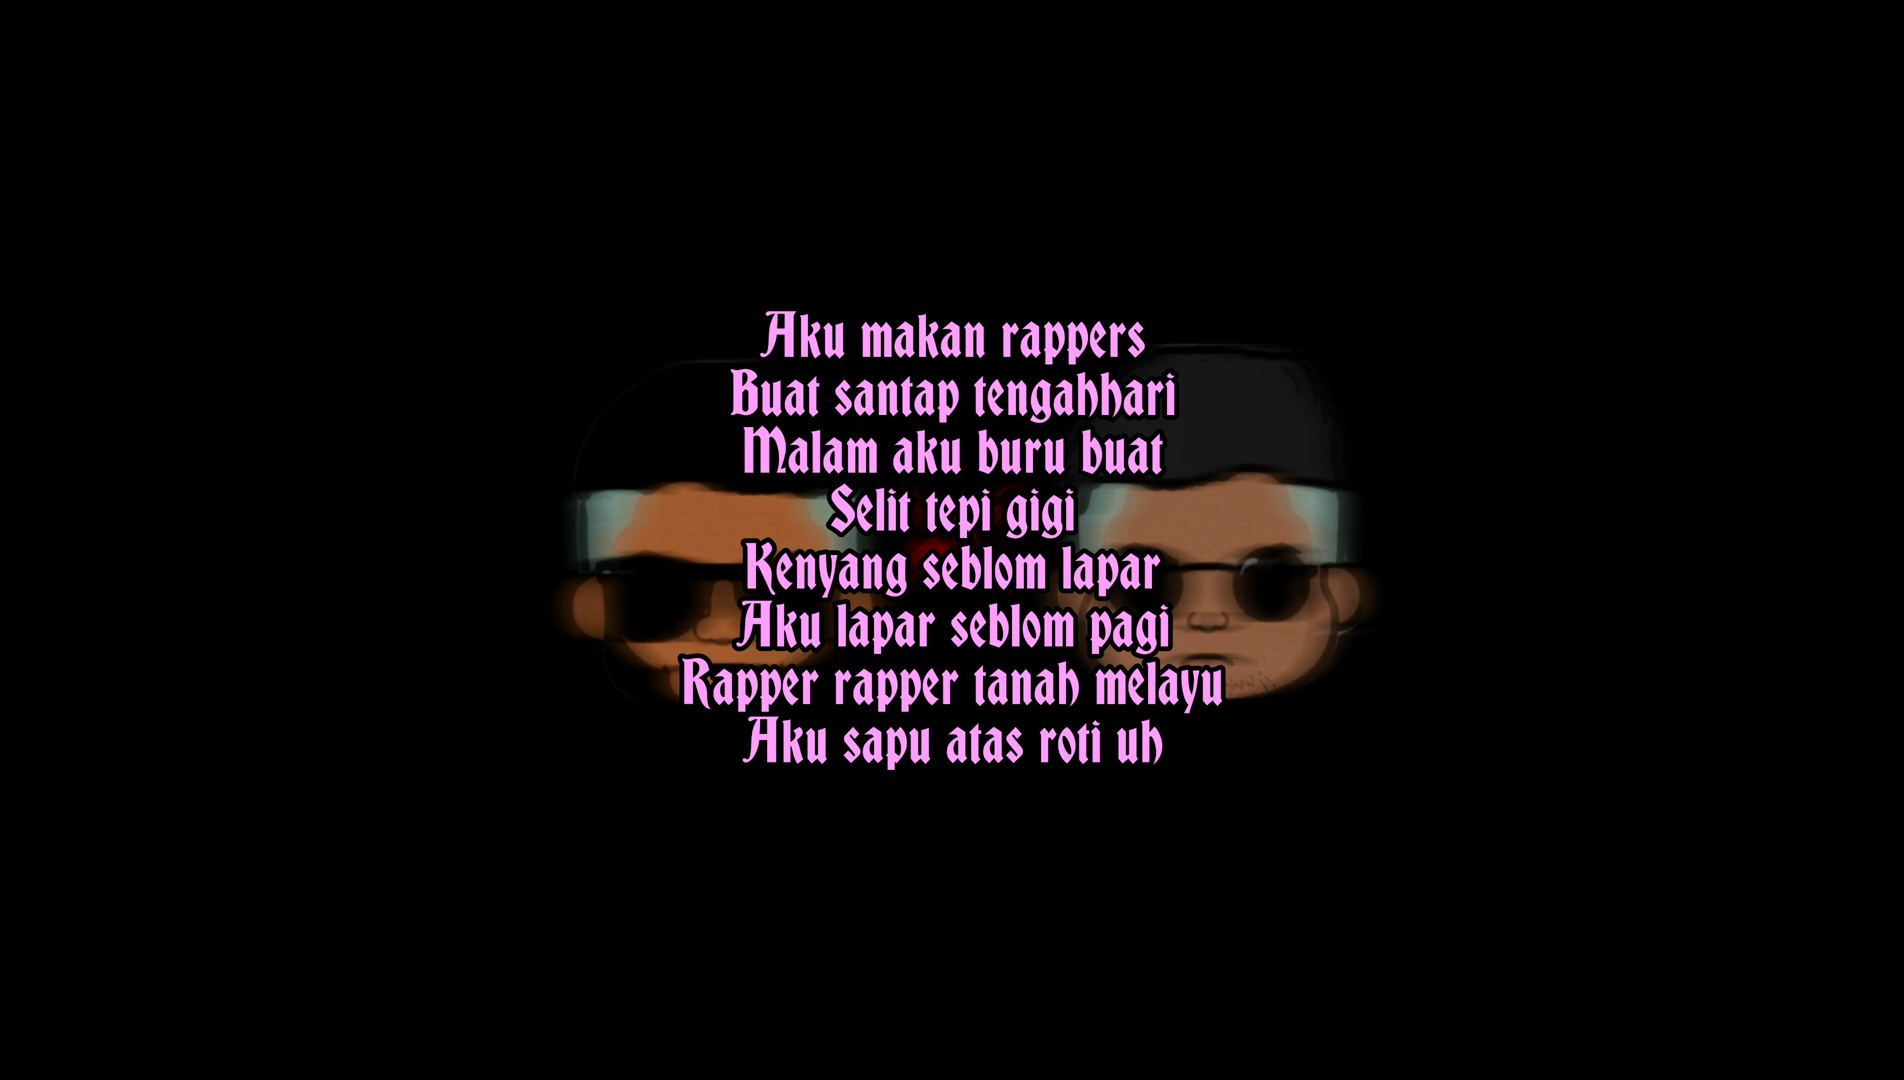 Aku makan rappers
Buat santap tengahhari
Malam aku buru buat
Selit tepi gigi
Kenyang seblom lapar
Aku lapar seblom pagi
Rapper rapper tanah melayu
Aku sapu atas roti uh